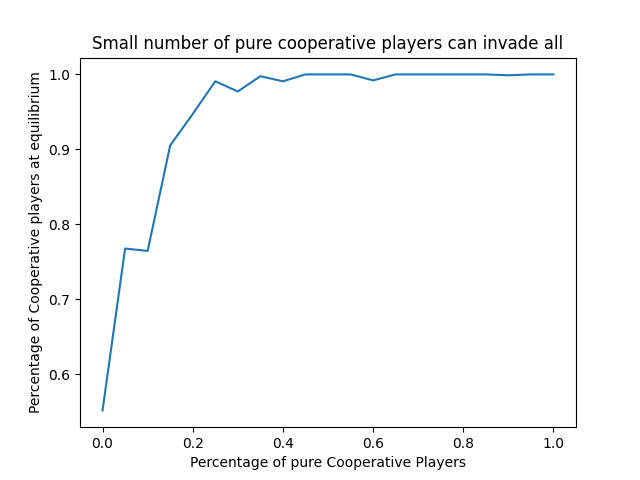 Small number of pure cooperative players can invade all
Percentage of Cooperative players at equilibrium
1.0
0.9
0.8
0.7
0.6
0.0 0.2 0.4 0.6 0.8 1.0
Percentage of pure Cooperative Players